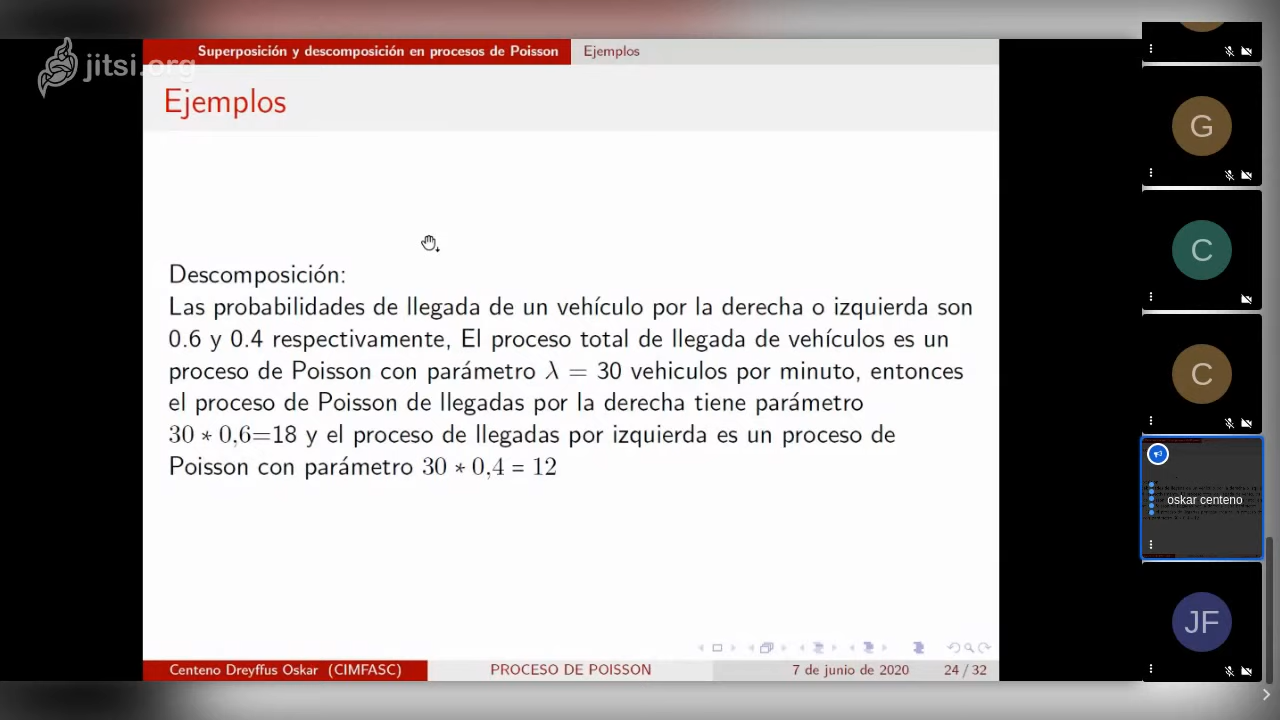 jitsi.org
Superposición y descomposición en procesos de Poisson Ejemplos
Ejemplos
Descomposición:
Las probabilidades de llegada de un vehículo por la derecha o izquierda son
0.6 y 0.4 respectivamente, El proceso total de llegada de vehículos es un
proceso de Poisson con parámetro λ = 30 vehiculos por minuto, entonces
el proceso de Poisson de llegadas por la derecha tiene parámetro
30 ∗ 0,6=18 y el proceso de llegadas por izquierda es un proceso de
Poisson con parámetro 30 ∗ 0,4 = 12
Centeno Dreyffus Oskar (CIMFASC) PROCESO DE POISSON 7 de junio de 2020 24 / 32
G
C
C
oskar centeno
JF